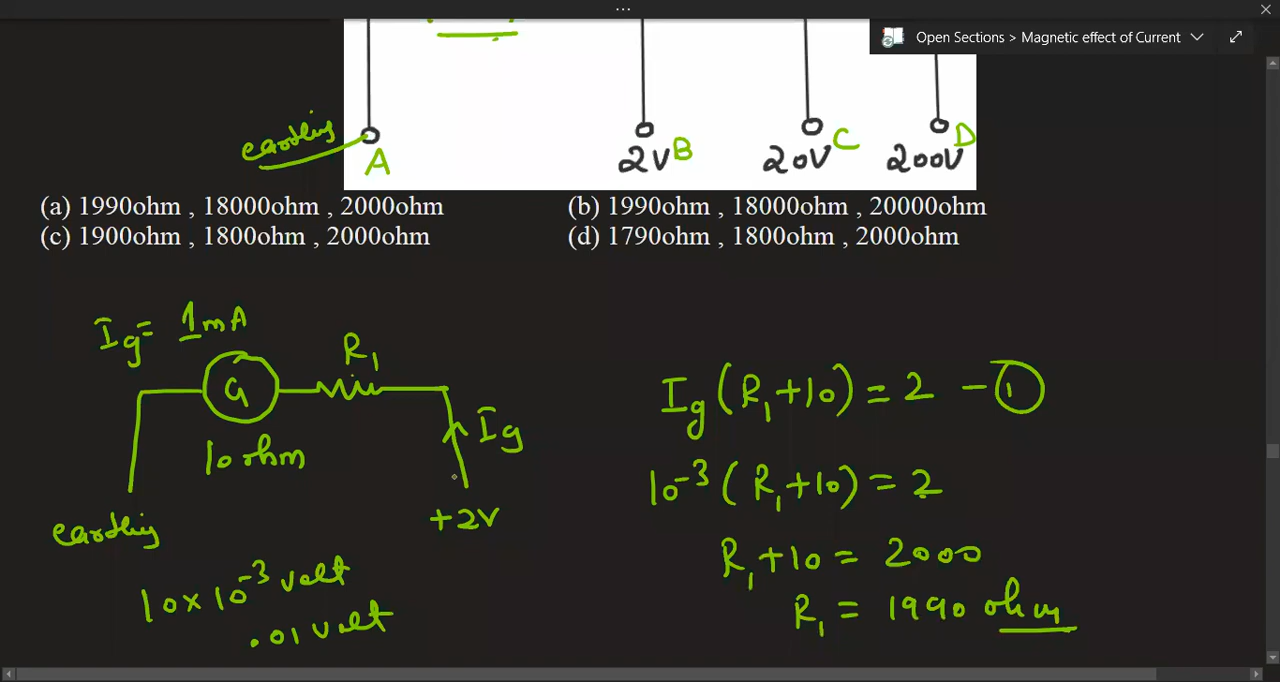 ...
Open Sections > Magnetic effect of Current
earthing
A
2V B
20V C
200V D
(a) 1990ohm , 18000ohm , 2000ohm
(b) 1990ohm , 18000ohm , 20000ohm
(c) 1900ohm , 1800ohm , 2000ohm
(d) 1790ohm , 1800ohm , 2000ohm
Ig = 1mA
R1
G
Ig
10 ohm
+2V
earthing
10 × 10⁻³ volt
.01 volt
Ig (R1+10) = 2 – ①
10⁻³ (R1+10) = 2
R1+10 = 2000
R1 = 1990 ohm